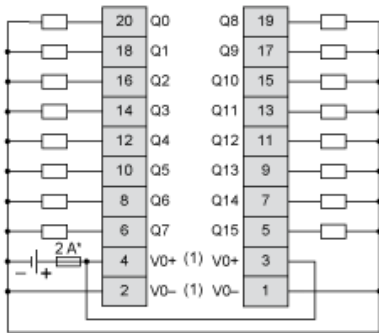 20 Q0 Q8 19
18 Q1 Q9 17
16 Q2 Q10 15
14 Q3 Q11 13
12 Q4 Q12 11
10 Q5 Q13 9
8 Q6 Q14 7
6 Q7 Q15 5
2 A*
− + 4 V0+ (1) V0+ 3
2 V0– (1) V0– 1